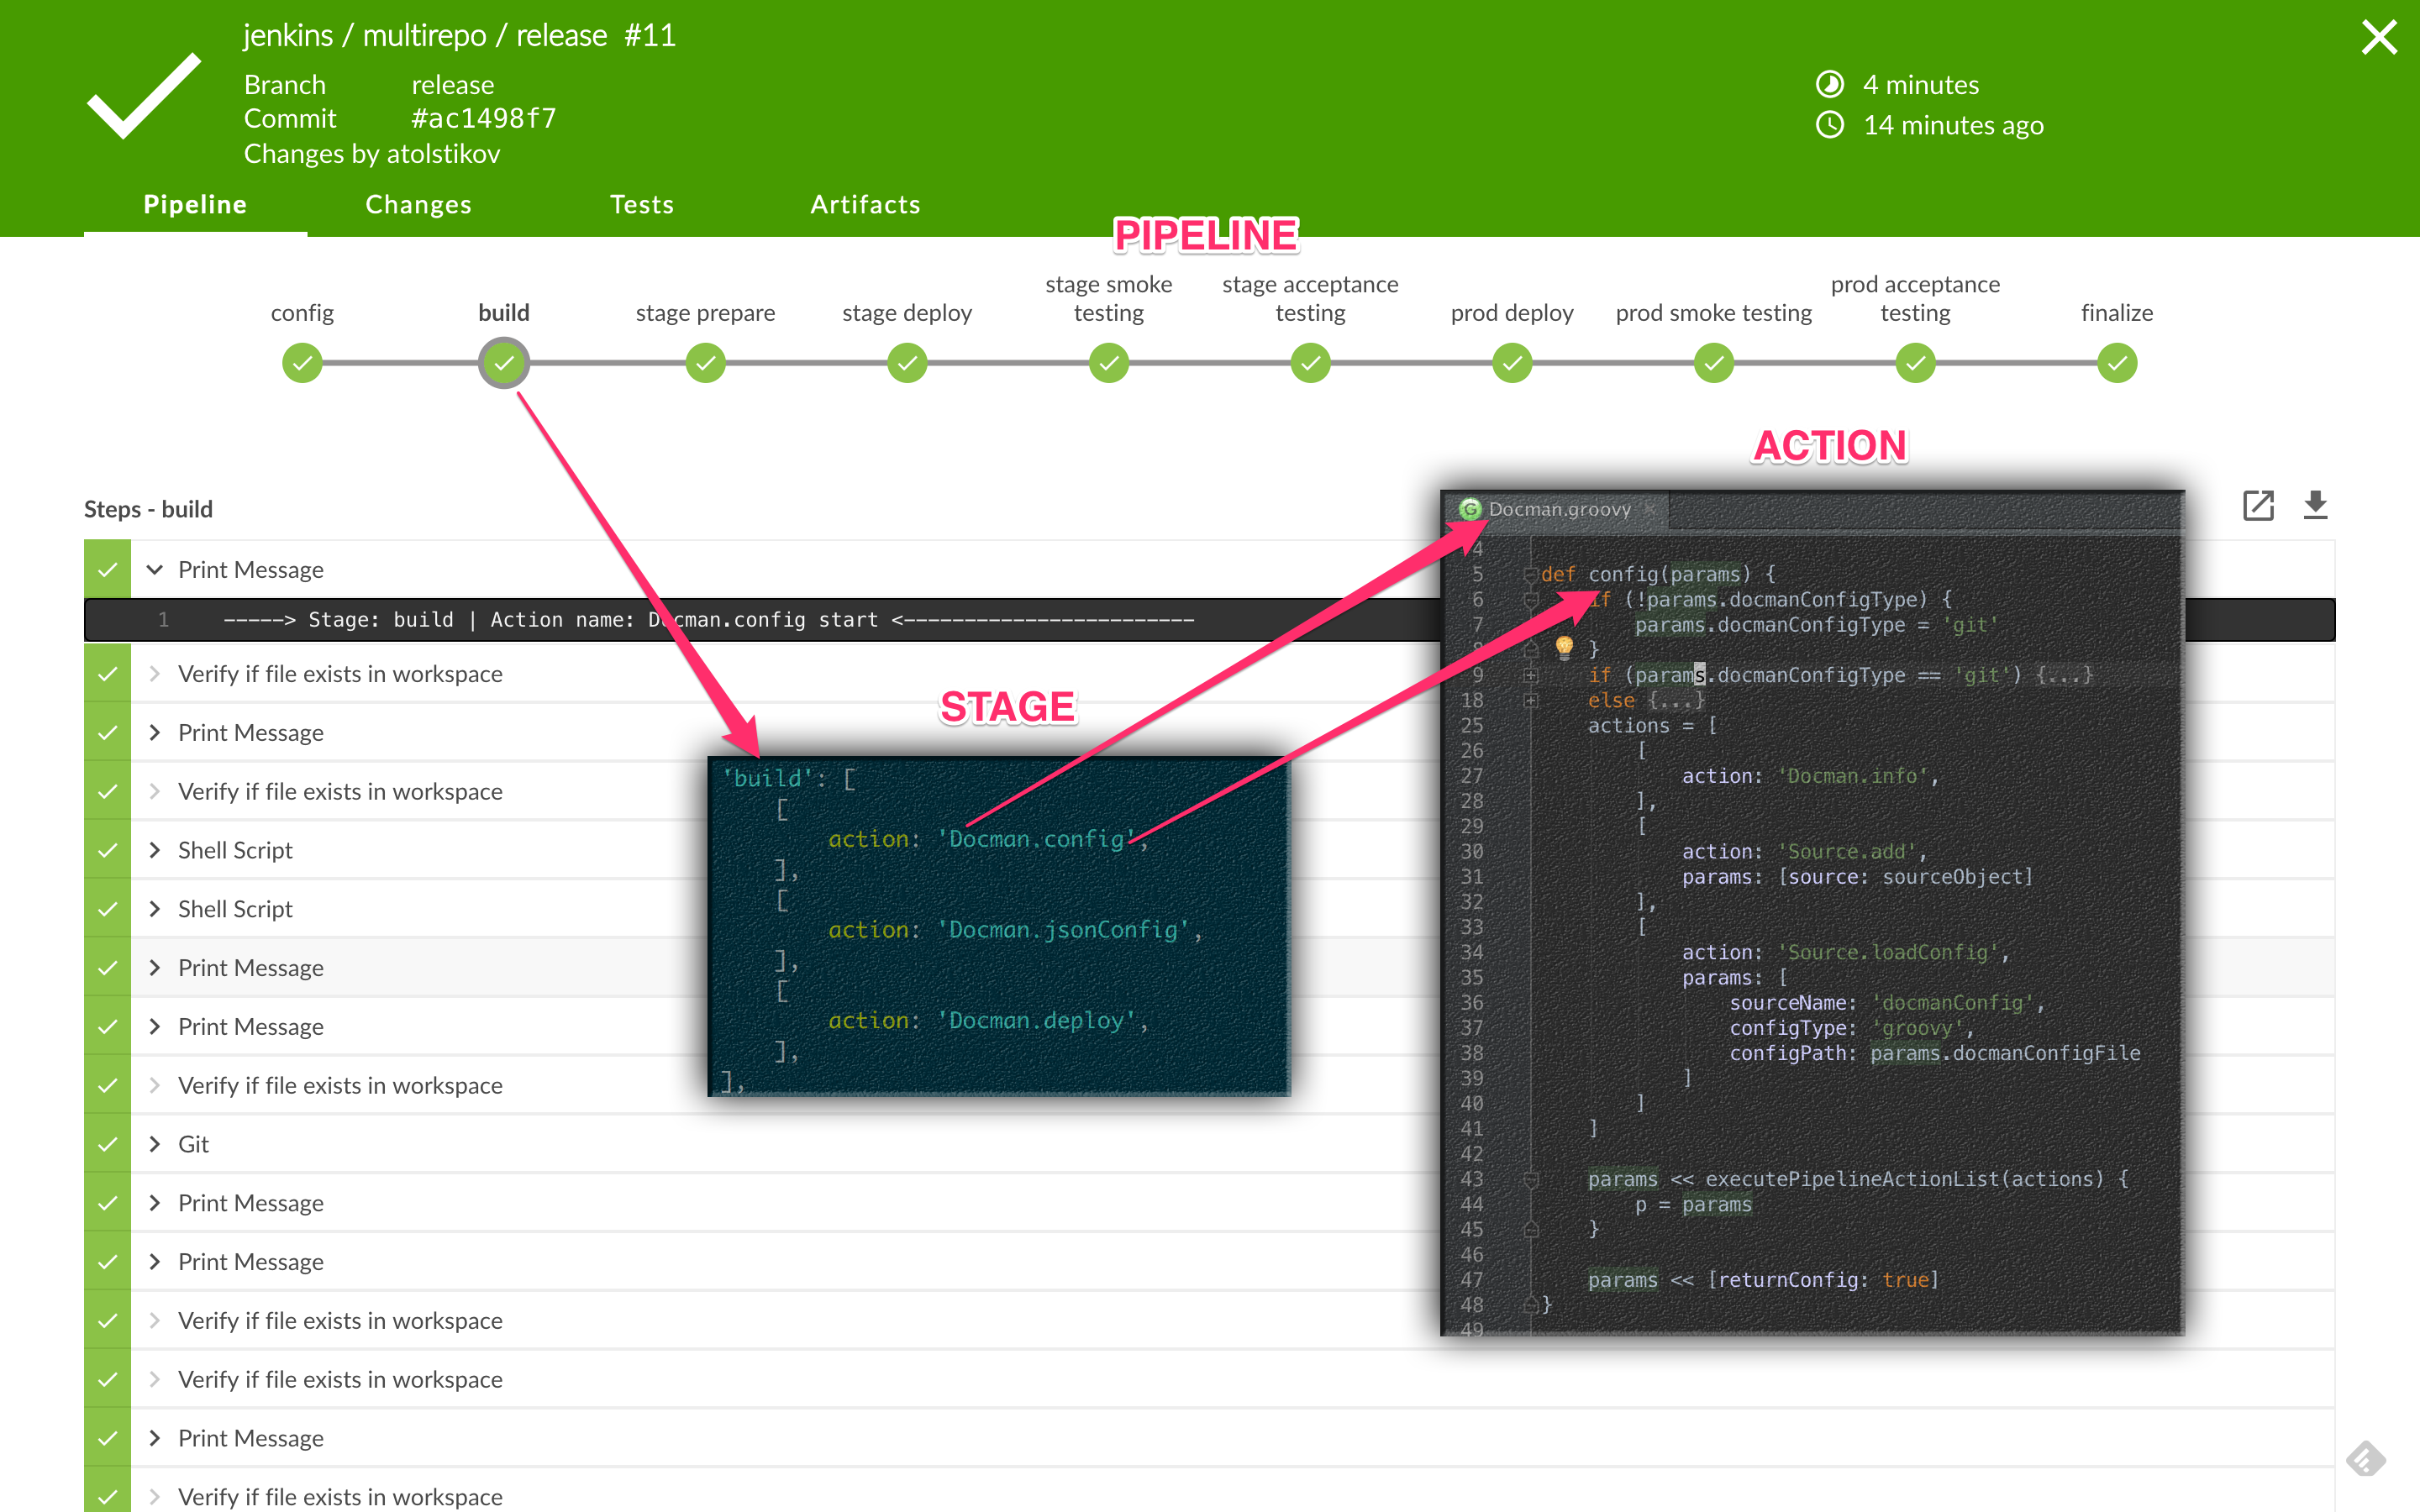 jenkins / multirepo / release #11
Branch release
Commit #ac1498f7
Changes by atolstikov
4 minutes
14 minutes ago
Pipeline Changes Tests Artifacts
PIPELINE
config
build
stage prepare
stage deploy
stage smoke
testing
stage acceptance
testing
prod deploy
prod smoke testing
prod acceptance
testing
finalize
Steps - build
Print Message
1 -----> Stage: build | Action name: Docman.config start <-------------------------
Verify if file exists in workspace
Print Message
Verify if file exists in workspace
Shell Script
Shell Script
Print Message
Print Message
Verify if file exists in workspace
Git
Print Message
Print Message
Verify if file exists in workspace
Verify if file exists in workspace
Print Message
Verify if file exists in workspace
STAGE
'build': [
[
action: 'Docman.config',
],
[
action: 'Docman.jsonConfig',
],
[
action: 'Docman.deploy',
],
],
ACTION
Docman.groovy
4
5 def config(params) {
6 if (!params.docmanConfigType) {
7 params.docmanConfigType = 'git'
8 }
9 if (params.docmanConfigType == 'git') {...}
18 else {...}
25 actions = [
26 [
27 action: 'Docman.info',
28 ],
29 [
30 action: 'Source.add',
31 params: [source: sourceObject]
32 ],
33 [
34 action: 'Source.loadConfig',
35 params: [
36 sourceName: 'docmanConfig',
37 configType: 'groovy',
38 configPath: params.docmanConfigFile
39 ]
40 ]
41 ]
42
43 params << executePipelineActionList(actions) {
44 p = params
45 }
46
47 params << [returnConfig: true]
48 }
49